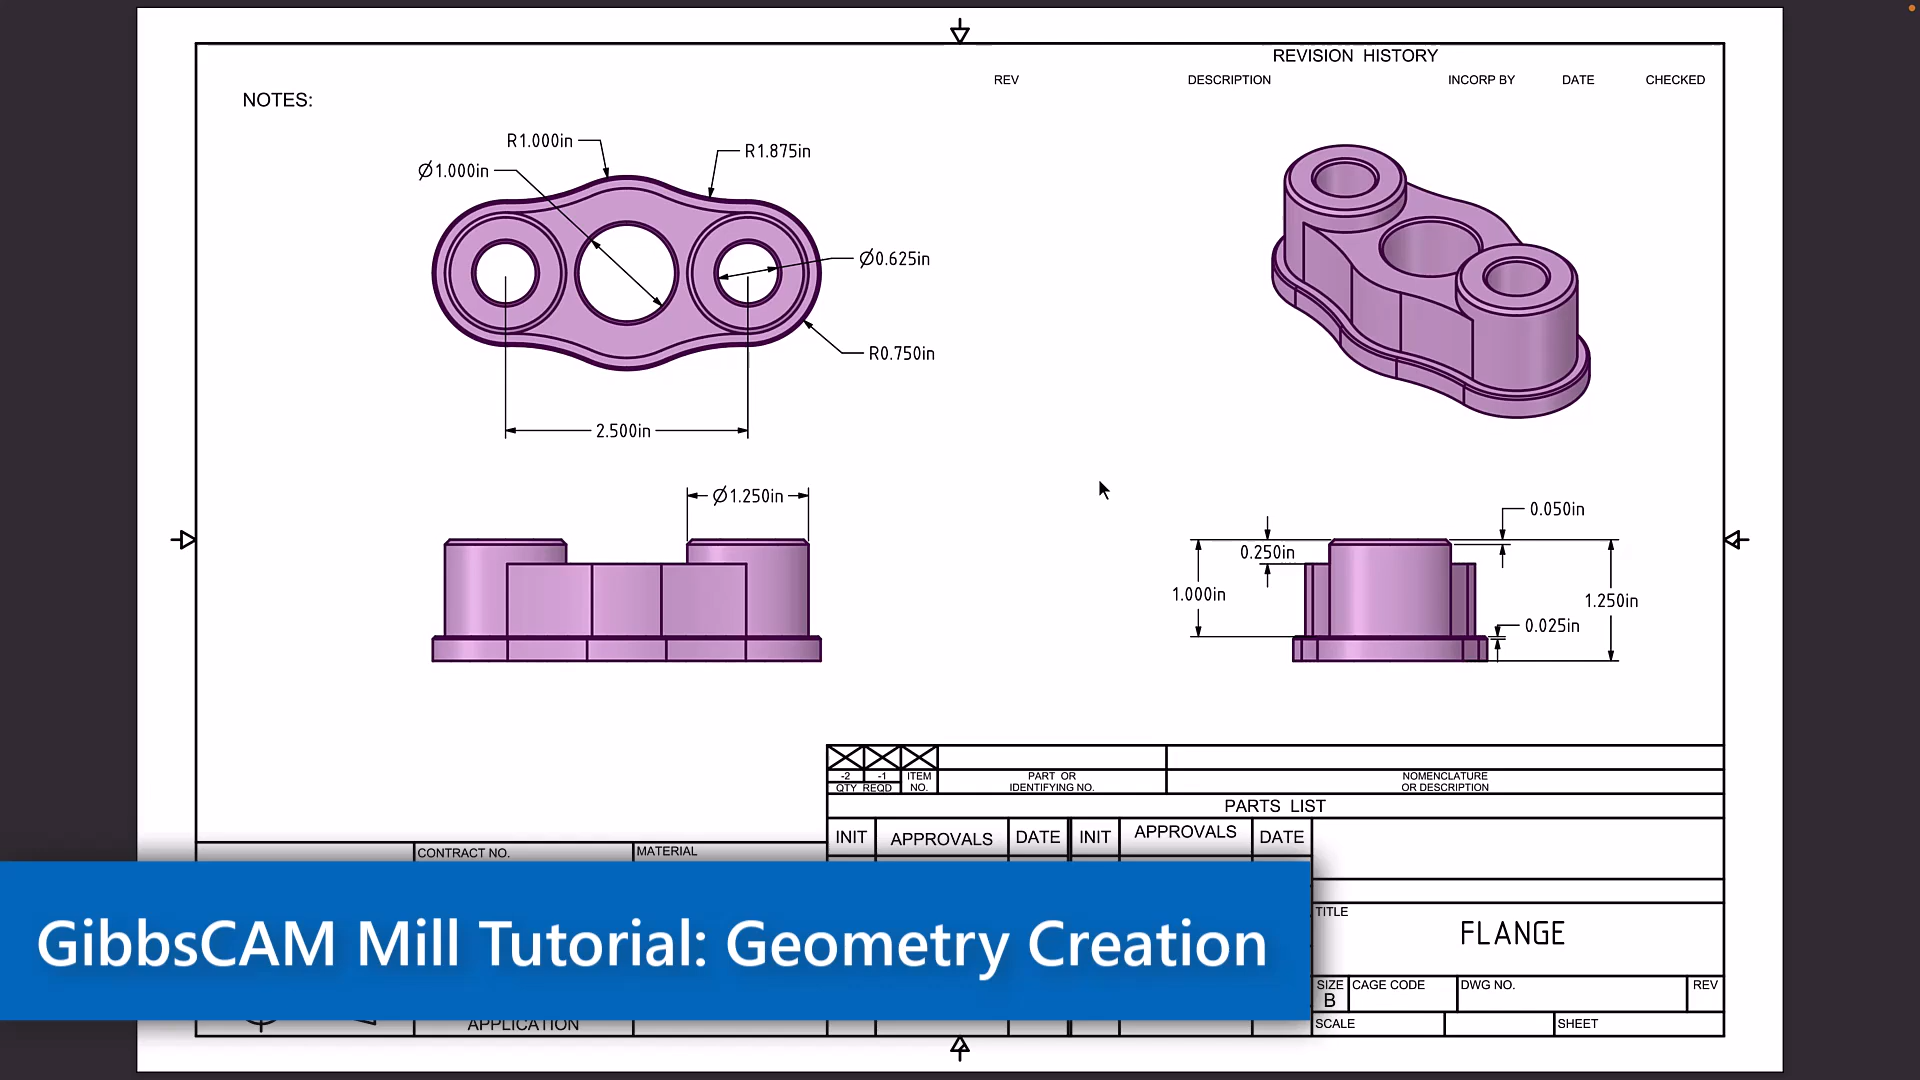 REVISION HISTORY
REV DESCRIPTION INCORP BY DATE CHECKED
NOTES:
R1.000in
R1.875in
Ø1.000in
Ø0.625in
R0.750in
2.500in
Ø1.250in
0.050in
0.250in
1.000in
1.250in
0.025in
-2 -1 ITEM NO. PART OR IDENTIFYING NO. NOMENCLATURE OR DESCRIPTION
QTY REQD
PARTS LIST
INIT APPROVALS DATE INIT APPROVALS DATE
CONTRACT NO. MATERIAL
GibbsCAM Mill Tutorial: Geometry Creation
TITLE
FLANGE
SIZE CAGE CODE DWG NO. REV
B
APPLICATION
SCALE SHEET